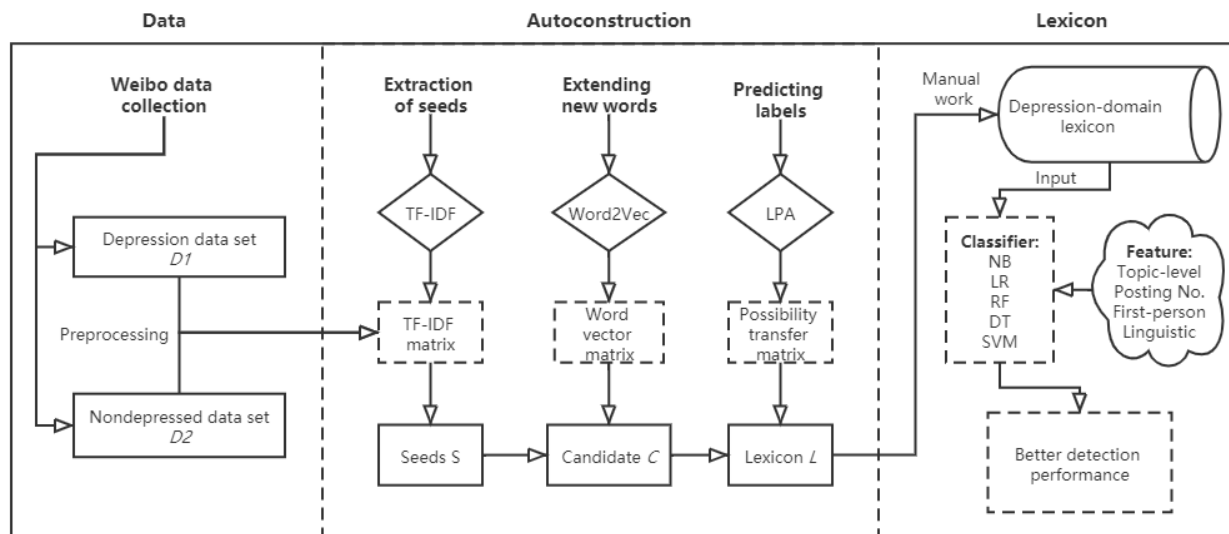 Data
Autoconstruction
Lexicon
Weibo data
collection
Depression data set
D1
Preprocessing
Nondepressed data set
D2
Extraction
of seeds
TF-IDF
TF-IDF
matrix
Seeds S
Extending
new words
Word2Vec
Word
vector
matrix
Candidate C
Predicting
labels
LPA
Possibility
transfer
matrix
Lexicon L
Manual
work
Depression-domain
lexicon
Input
Classifier:
NB
LR
RF
DT
SVM
Feature:
Topic-level
Posting No.
First-person
Linguistic
Better detection
performance